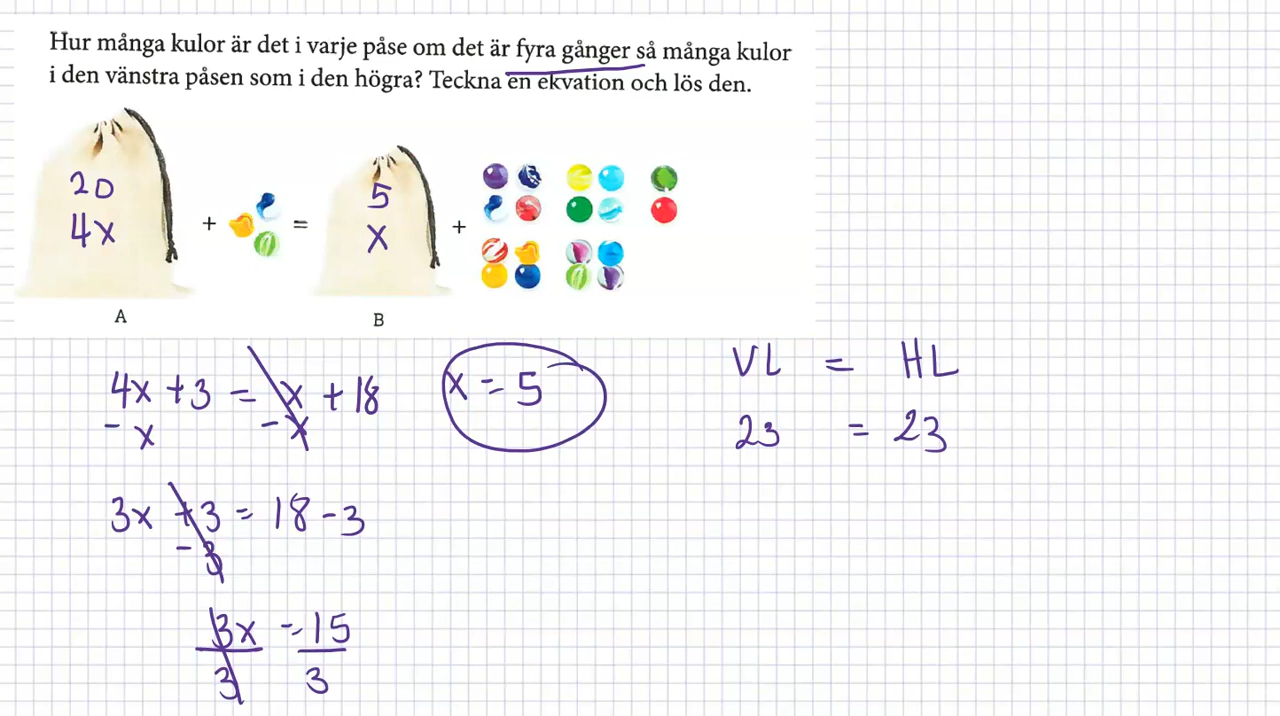 Hur många kulor är det i varje påse om det är fyra gånger så många kulor
i den vänstra påsen som i den högra? Teckna en ekvation och lös den.
20
4x
+
=
5
x
+
A
B
4x + 3 = x + 18
- x - x
x = 5
VL = HL
23 = 23
3x + 3 = 18 - 3
- 3
3x = 15
3 3